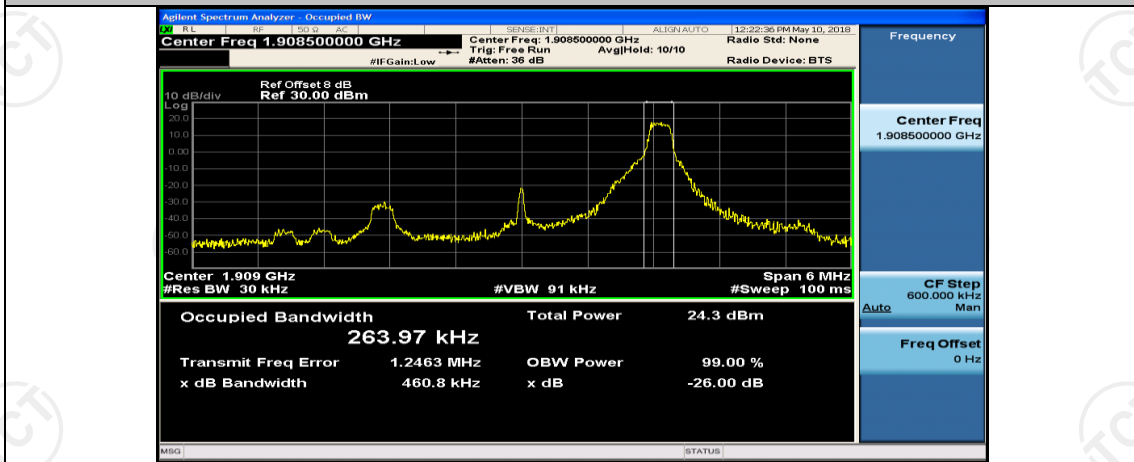 Agilent Spectrum Analyzer - Occupied BW
LXI RL RF 50 Ω AC SENSE:INT ALIGN AUTO 12:22:36 PM May 10, 2018
Center Freq 1.908500000 GHz Center Freq: 1.908500000 GHz Radio Std: None
Trig: Free Run Avg|Hold: 10/10
#IFGain:Low #Atten: 36 dB Radio Device: BTS
Ref Offset 8 dB
10 dB/div Ref 30.00 dBm
Log
20.0
10.0
0.00
-10.0
-20.0
-30.0
-40.0
-50.0
-60.0
Center 1.909 GHz Span 6 MHz
#Res BW 30 kHz #VBW 91 kHz #Sweep 100 ms
Occupied Bandwidth Total Power 24.3 dBm
263.97 kHz
Transmit Freq Error 1.2463 MHz OBW Power 99.00 %
x dB Bandwidth 460.8 kHz x dB -26.00 dB
MSG STATUS
Frequency
Center Freq
1.908500000 GHz
CF Step
600.000 kHz
Auto Man
Freq Offset
0 Hz
TCT
TCT
TCT
TCT